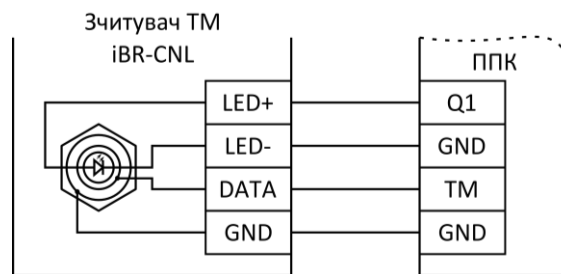 Зчитувач ТМ
iBR-CNL
ППК
LED+
Q1
LED-
GND
DATA
TM
GND
GND